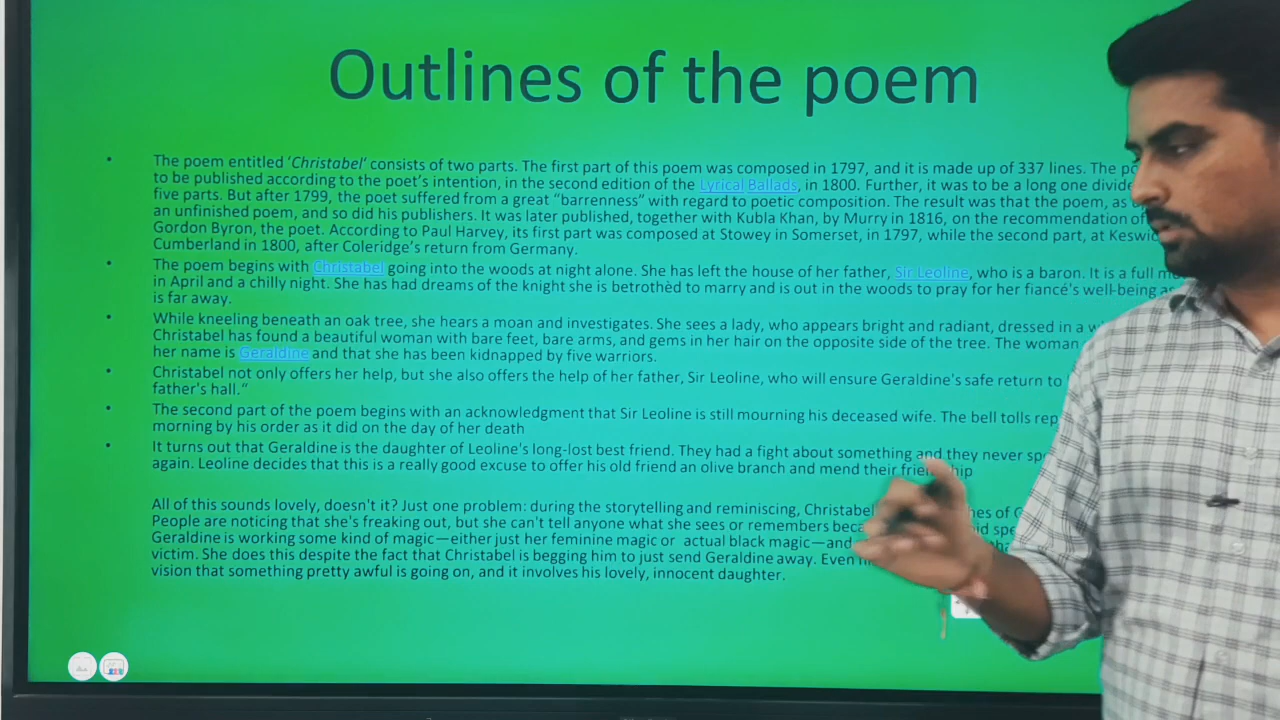 Outlines of the poem
• The poem entitled ‘Christabel’ consists of two parts. The first part of this poem was composed in 1797, and it is made up of 337 lines. The
to be published according to the poet’s intention, in the second edition of the Lyrical Ballads, in 1800. Further, it was to be a long one
five parts. But after 1799, the poet suffered from a great “barrenness” with regard to poetic composition. The result was that the poem, as
an unfinished poem, and so did his publishers. It was later published, together with Kubla Khan, by Murry in 1816, on the recommendation of
Gordon Byron, the poet. According to Paul Harvey, its first part was composed at Stowey in Somerset, in 1797, while the second part, at
Cumberland in 1800, after Coleridge’s return from Germany.
• The poem begins with Christabel going into the woods at night alone. She has left the house of her father, Sir Leoline, who is a baron. It is a full
in April and a chilly night. She has had dreams of the knight she is betrothèd to marry and is out in the woods to pray for her fiancé's well-being as
is far away.
• While kneeling beneath an oak tree, she hears a moan and investigates. She sees a lady, who appears bright and radiant, dressed in a
Christabel has found a beautiful woman with bare feet, bare arms, and gems in her hair on the opposite side of the tree. The woman
her name is Geraldine and that she has been kidnapped by five warriors.
• Christabel not only offers her help, but she also offers the help of her father, Sir Leoline, who will ensure Geraldine's safe return to
father's hall.“
• The second part of the poem begins with an acknowledgment that Sir Leoline is still mourning his deceased wife. The bell tolls
morning by his order as it did on the day of her death
• It turns out that Geraldine is the daughter of Leoline's long-lost best friend. They had a fight about something and they never
again. Leoline decides that this is a really good excuse to offer his old friend an olive branch and mend their
All of this sounds lovely, doesn't it? Just one problem: during the storytelling and reminiscing, Christabel
People are noticing that she's freaking out, but she can't tell anyone what she sees or remembers
Geraldine is working some kind of magic—either just her feminine magic or actual black magic—and
victim. She does this despite the fact that Christabel is begging him to just send Geraldine away. Even
vision that something pretty awful is going on, and it involves his lovely, innocent daughter.